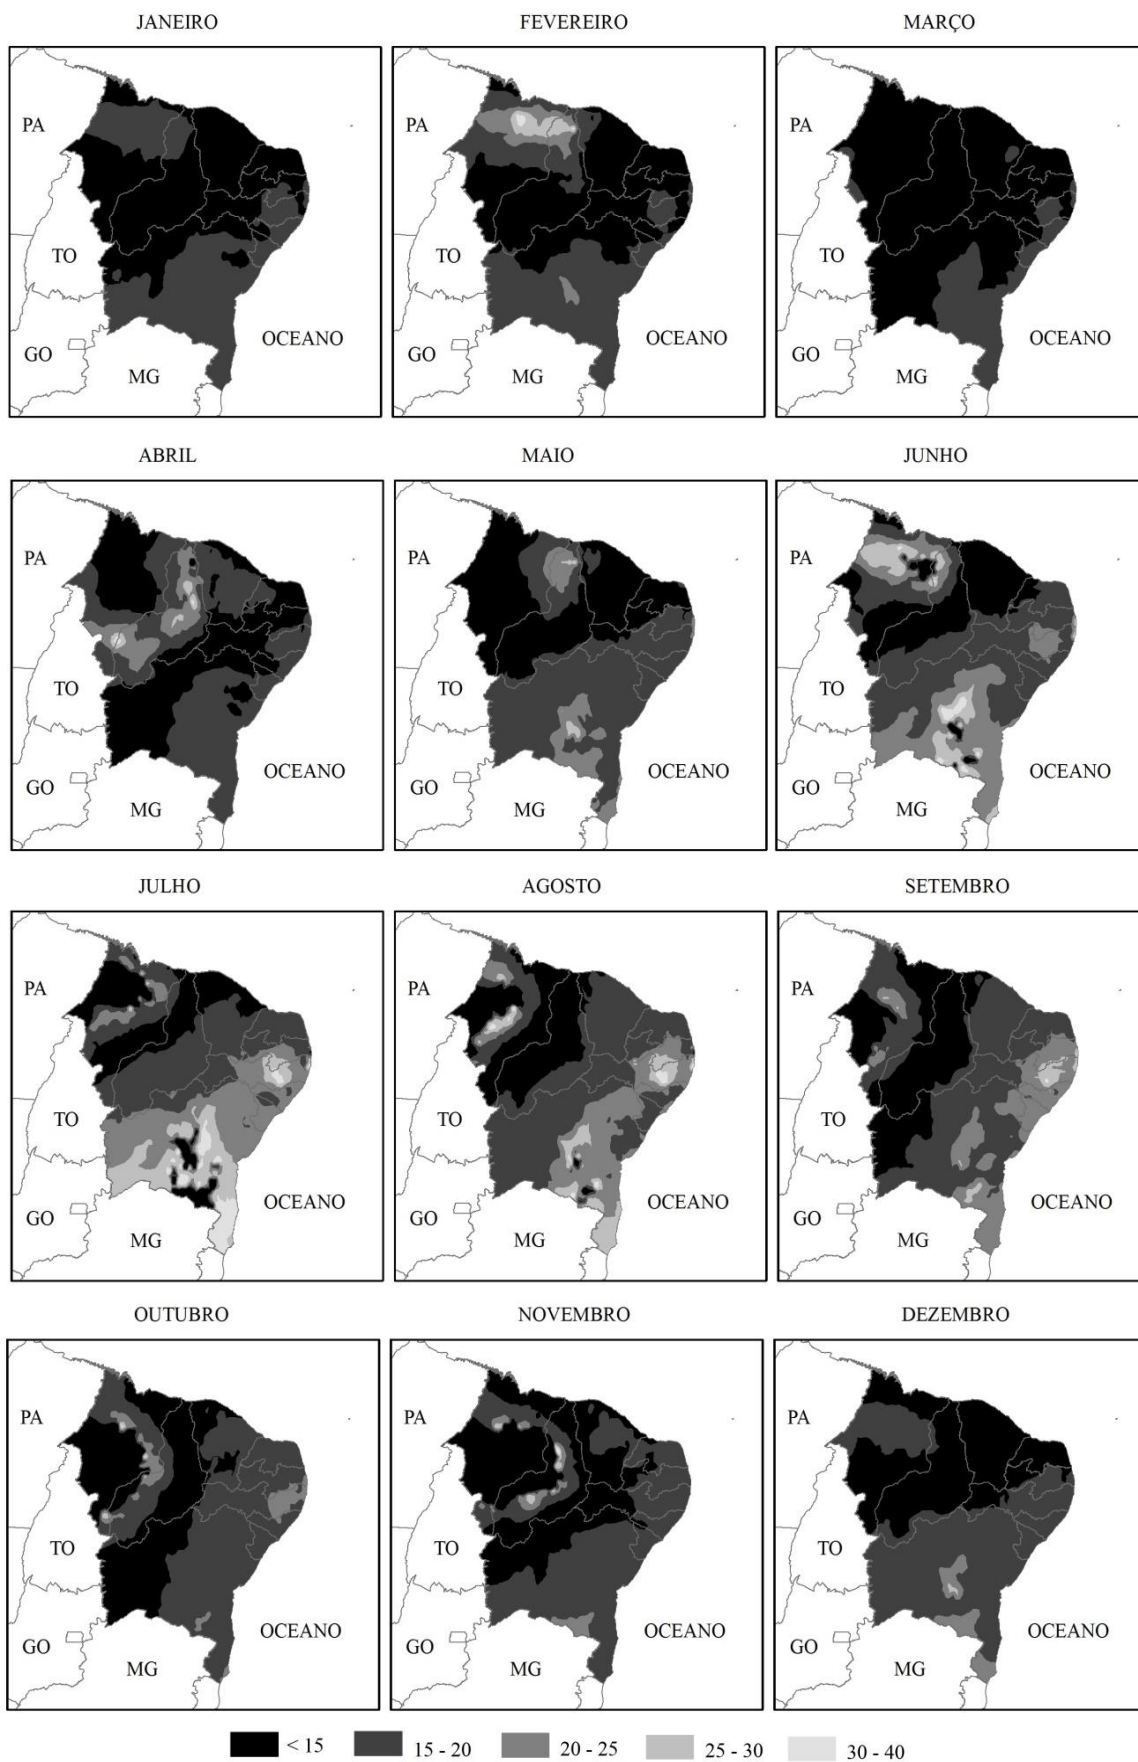 JANEIRO FEVEREIRO MARÇO
PA PA PA
TO TO TO
OCEANO OCEANO OCEANO
GO GO GO
MG MG MG
ABRIL MAIO JUNHO
PA PA PA
TO TO TO
OCEANO OCEANO OCEANO
GO GO GO
MG MG MG
JULHO AGOSTO SETEMBRO
PA PA PA
TO TO TO
OCEANO OCEANO OCEANO
GO GO GO
MG MG MG
OUTUBRO NOVEMBRO DEZEMBRO
PA PA PA
TO TO TO
OCEANO OCEANO OCEANO
GO GO GO
MG MG MG
< 15 15 - 20 20 - 25 25 - 30 30 - 40